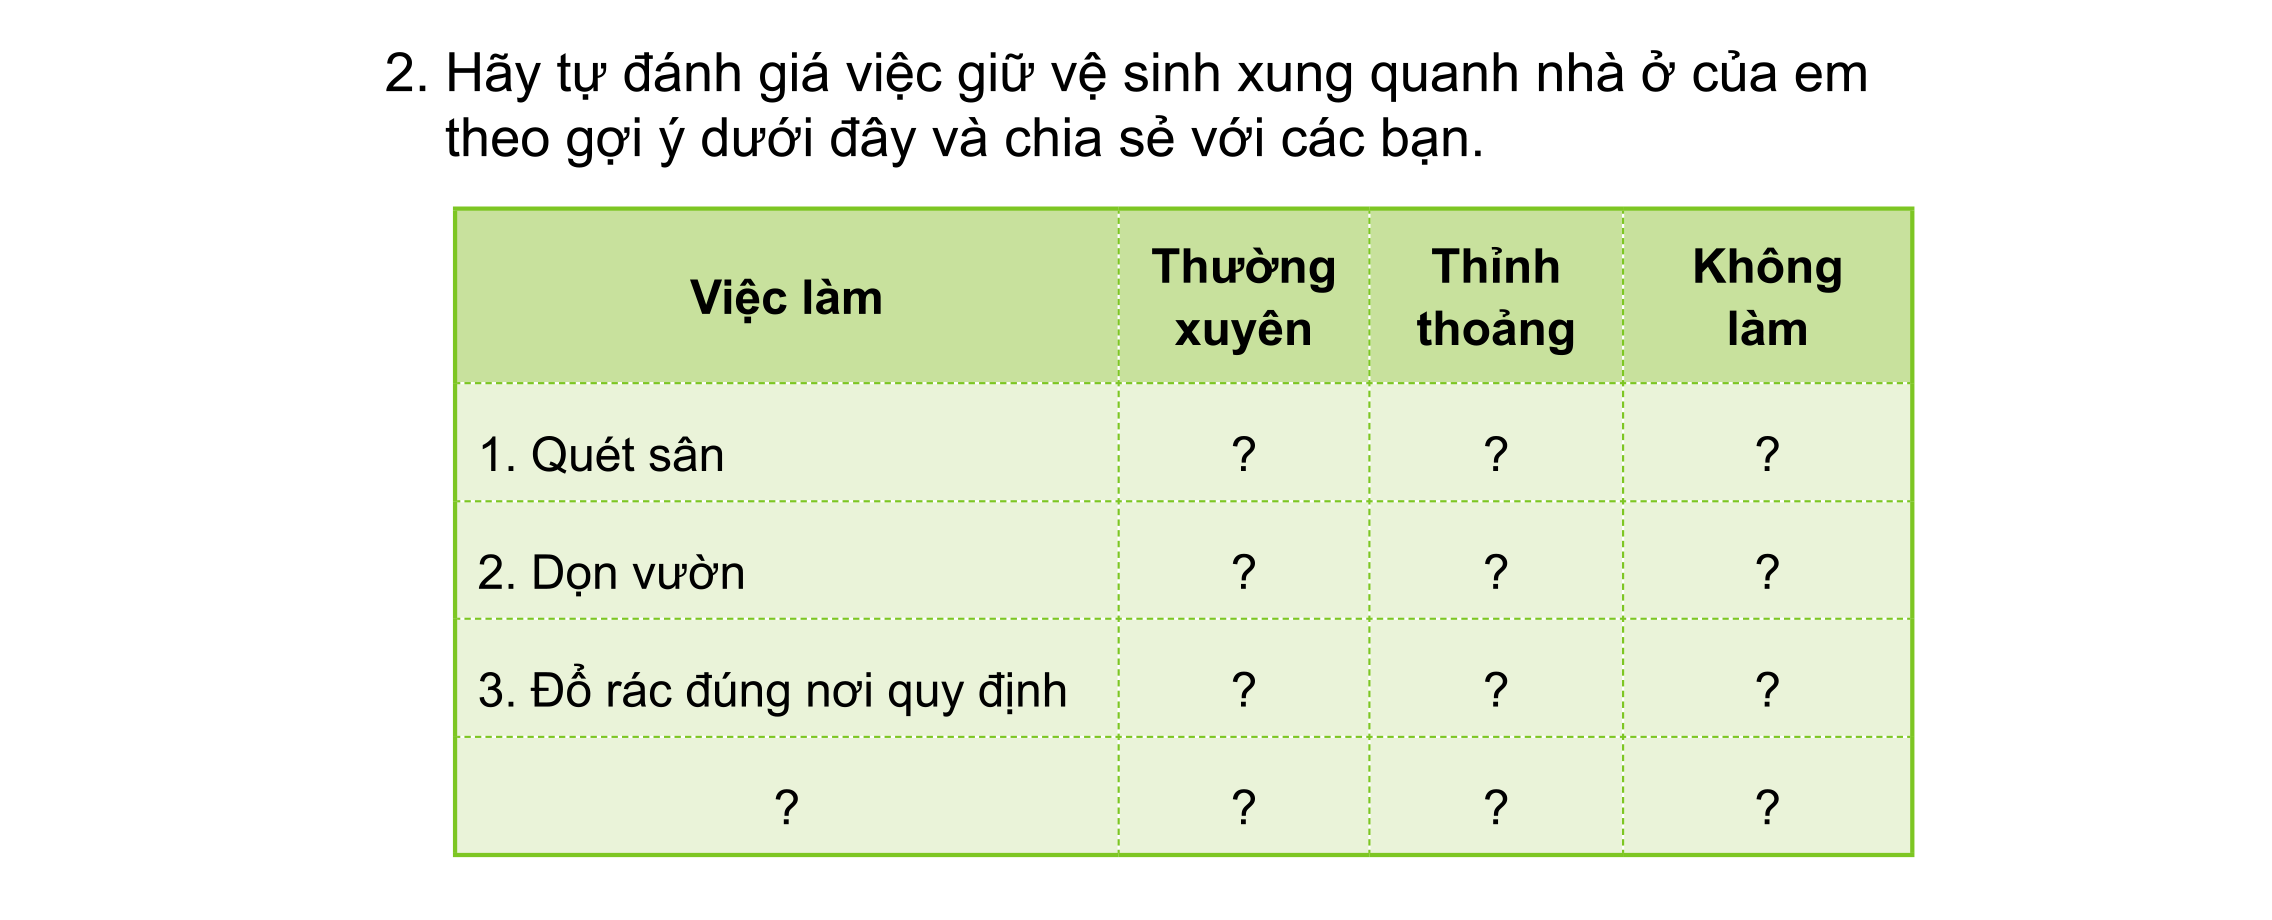 2. Hãy tự đánh giá việc giữ vệ sinh xung quanh nhà ở của em
theo gợi ý dưới đây và chia sẻ với các bạn.
Việc làm Thường xuyên Thỉnh thoảng Không làm
1. Quét sân ? ? ?
2. Dọn vườn ? ? ?
3. Đổ rác đúng nơi quy định ? ? ?
? ? ? ?